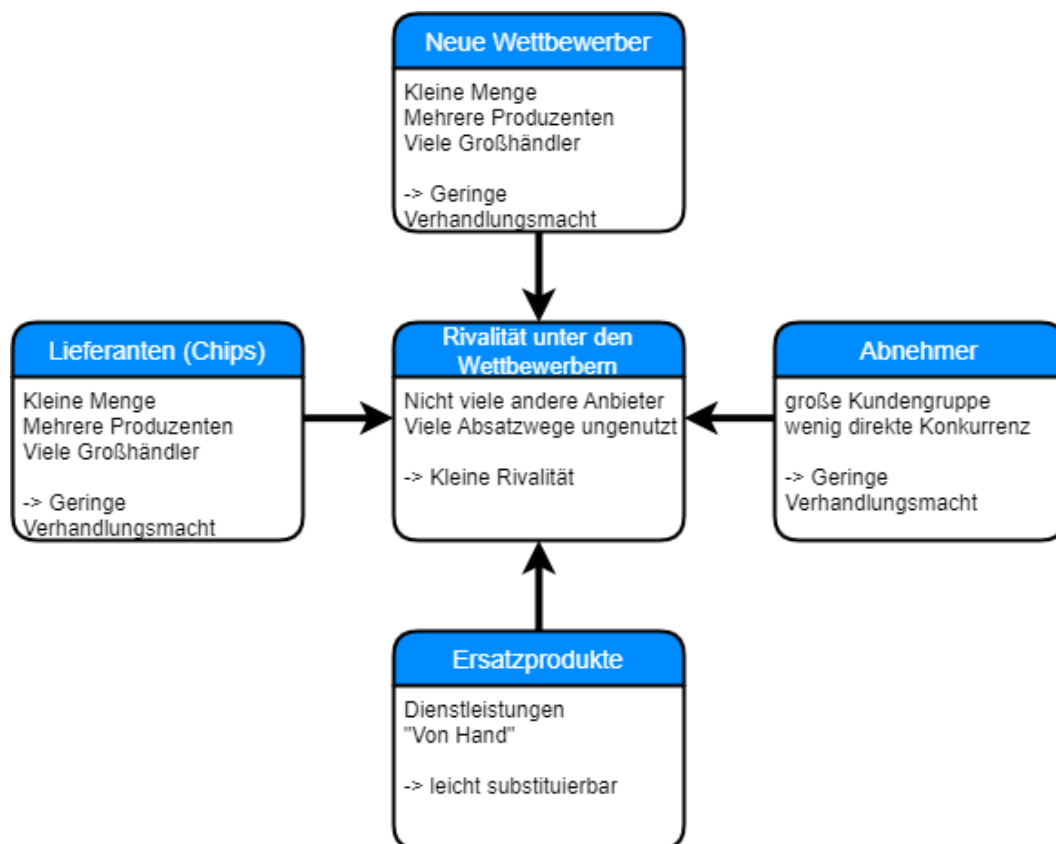 Neue Wettbewerber
Kleine Menge
Mehrere Produzenten
Viele Großhändler
-> Geringe
Verhandlungsmacht
Lieferanten (Chips)
Kleine Menge
Mehrere Produzenten
Viele Großhändler
-> Geringe
Verhandlungsmacht
Rivalität unter den
Wettbewerbern
Nicht viele andere Anbieter
Viele Absatzwege ungenutzt
-> Kleine Rivalität
Abnehmer
große Kundengruppe
wenig direkte Konkurrenz
-> Geringe
Verhandlungsmacht
Ersatzprodukte
Dienstleistungen
"Von Hand"
-> leicht substituierbar